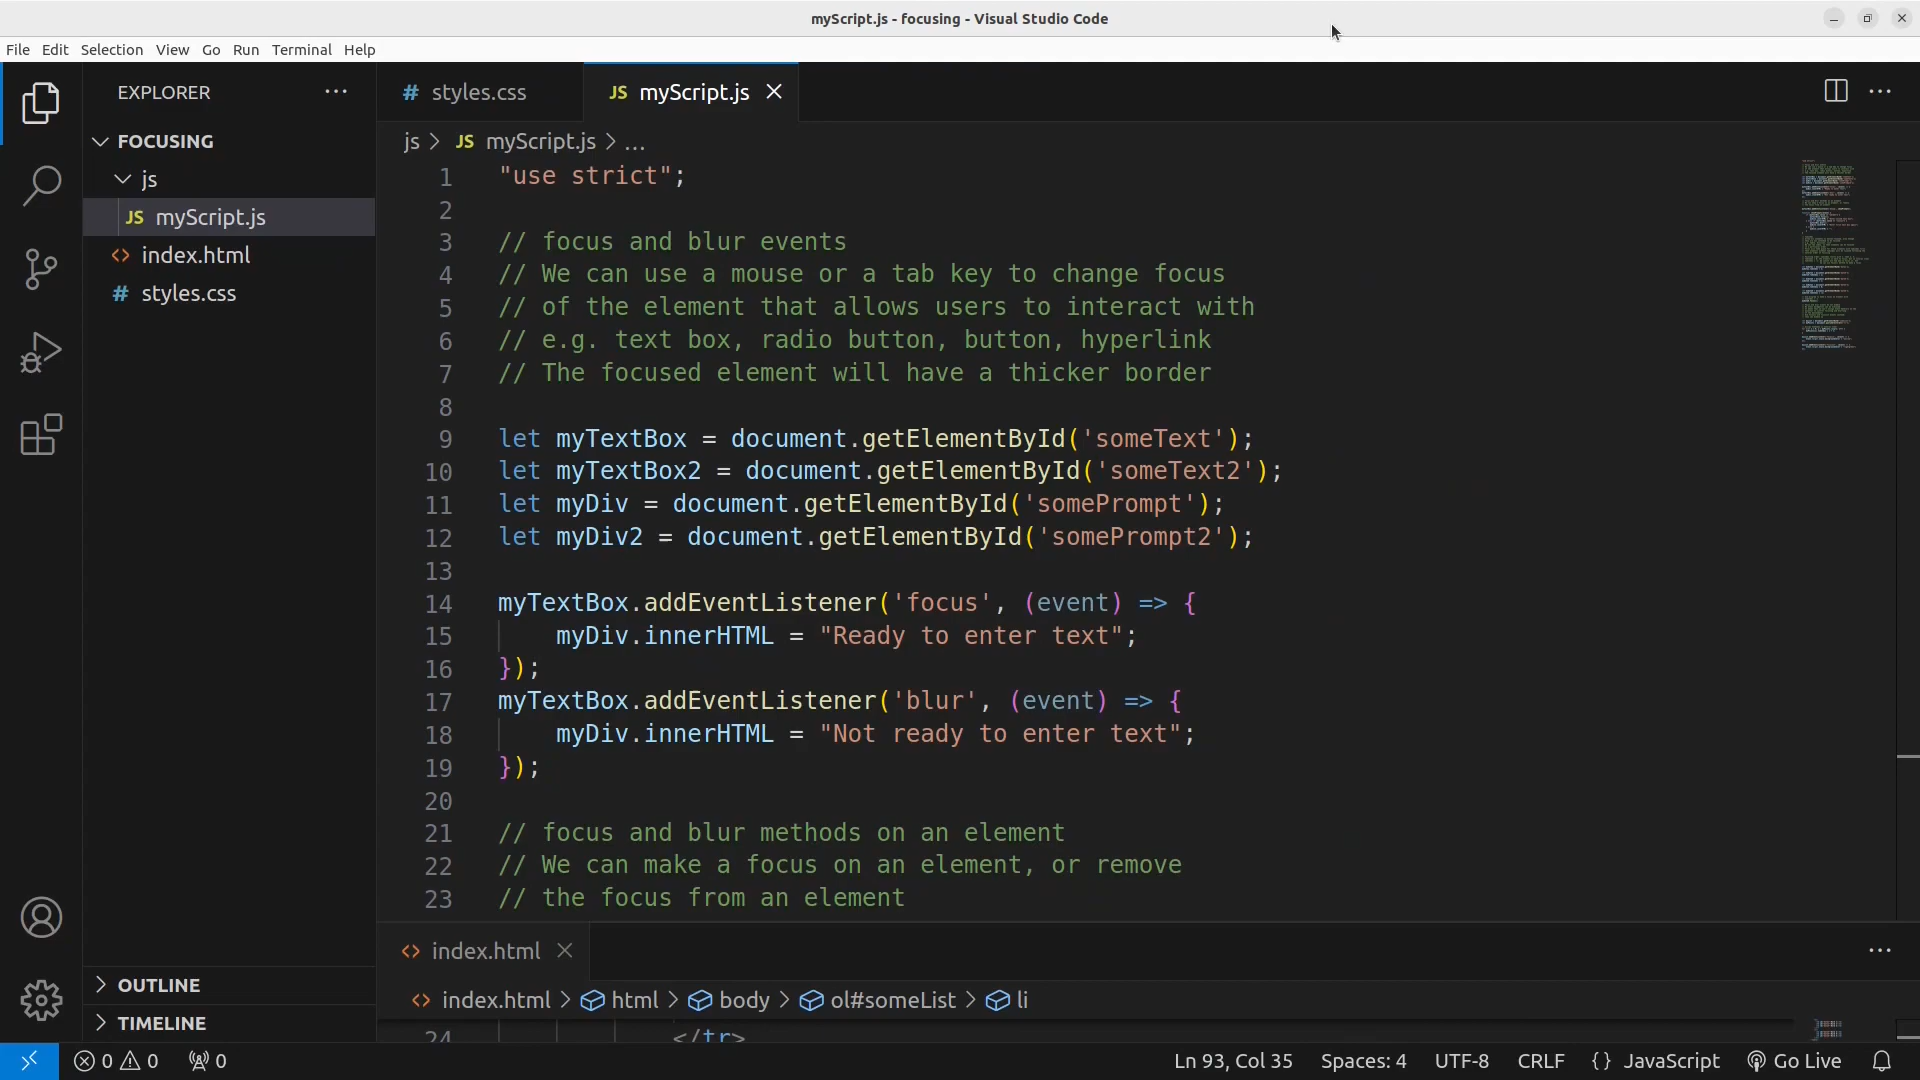 myScript.js - focusing - Visual Studio Code
File Edit Selection View Go Run Terminal Help
EXPLORER
FOCUSING
js
JS myScript.js
<> index.html
# styles.css
OUTLINE
TIMELINE
# styles.css
JS myScript.js
js > JS myScript.js > ...
1 "use strict";
2
3 // focus and blur events
4 // We can use a mouse or a tab key to change focus
5 // of the element that allows users to interact with
6 // e.g. text box, radio button, button, hyperlink
7 // The focused element will have a thicker border
8
9 let myTextBox = document.getElementById('someText');
10 let myTextBox2 = document.getElementById('someText2');
11 let myDiv = document.getElementById('somePrompt');
12 let myDiv2 = document.getElementById('somePrompt2');
13
14 myTextBox.addEventListener('focus', (event) => {
15     myDiv.innerHTML = "Ready to enter text";
16 });
17 myTextBox.addEventListener('blur', (event) => {
18     myDiv.innerHTML = "Not ready to enter text";
19 });
20
21 // focus and blur methods on an element
22 // We can make a focus on an element, or remove
23 // the focus from an element
<> index.html
<> index.html > html > body > ol#someList > li
24 </tr>
0 0 0 Ln 93, Col 35 Spaces: 4 UTF-8 CRLF {} JavaScript Go Live